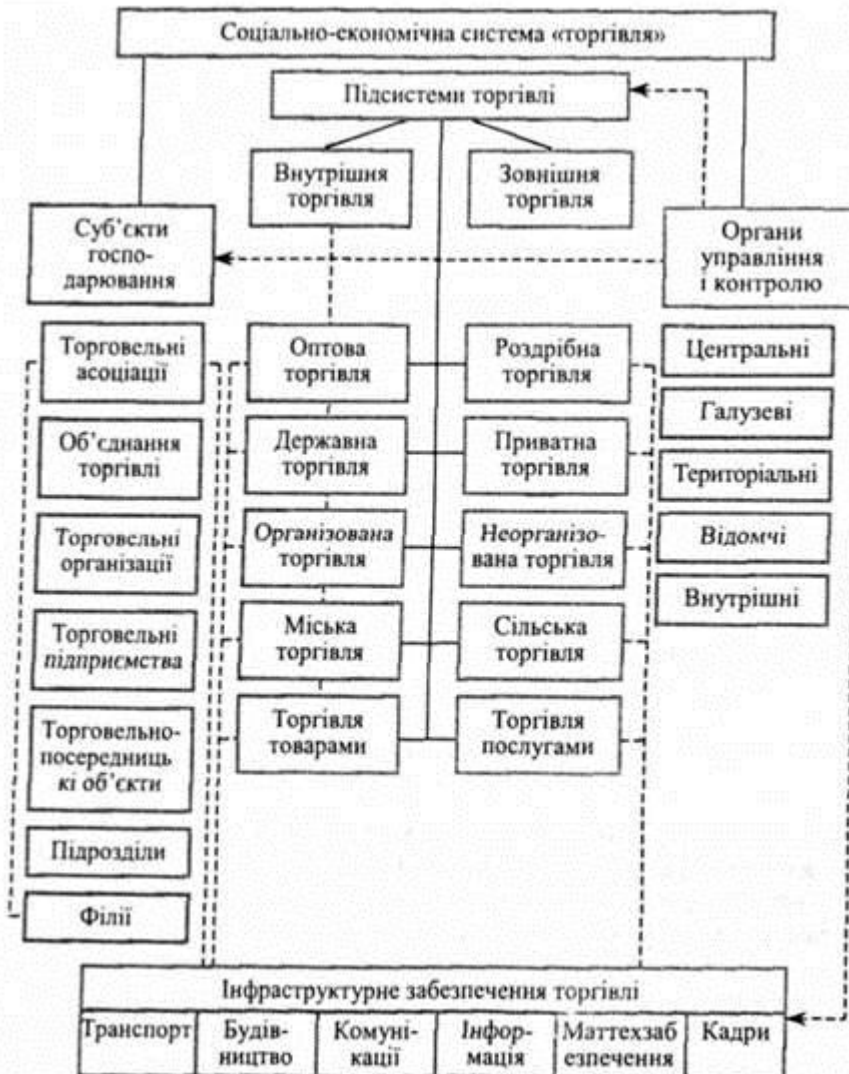 Соціально-економічна система «торгівля»
Підсистеми торгівлі
Внутрішня
торгівля
Зовнішня
торгівля
Суб’єкти
госпо-
дарювання
Органи
управління
і контролю
Торговельні
асоціації
Об’єднання
торгівлі
Торговельні
організації
Торговельні
підприємства
Торговельно-
посередниць
кі об’єкти
Підрозділи
Філії
Оптова
торгівля
Роздрібна
торгівля
Державна
торгівля
Приватна
торгівля
Організована
торгівля
Неорганізо-
вана торгівля
Міська
торгівля
Сільська
торгівля
Торгівля
товарами
Торгівля
послугами
Центральні
Галузеві
Територіальні
Відомчі
Внутрішні
Інфраструктурне забезпечення торгівлі
Транспорт
Будів-
ництво
Комуні-
кації
Інфор-
мація
Маттехзаб
езпечення
Кадри